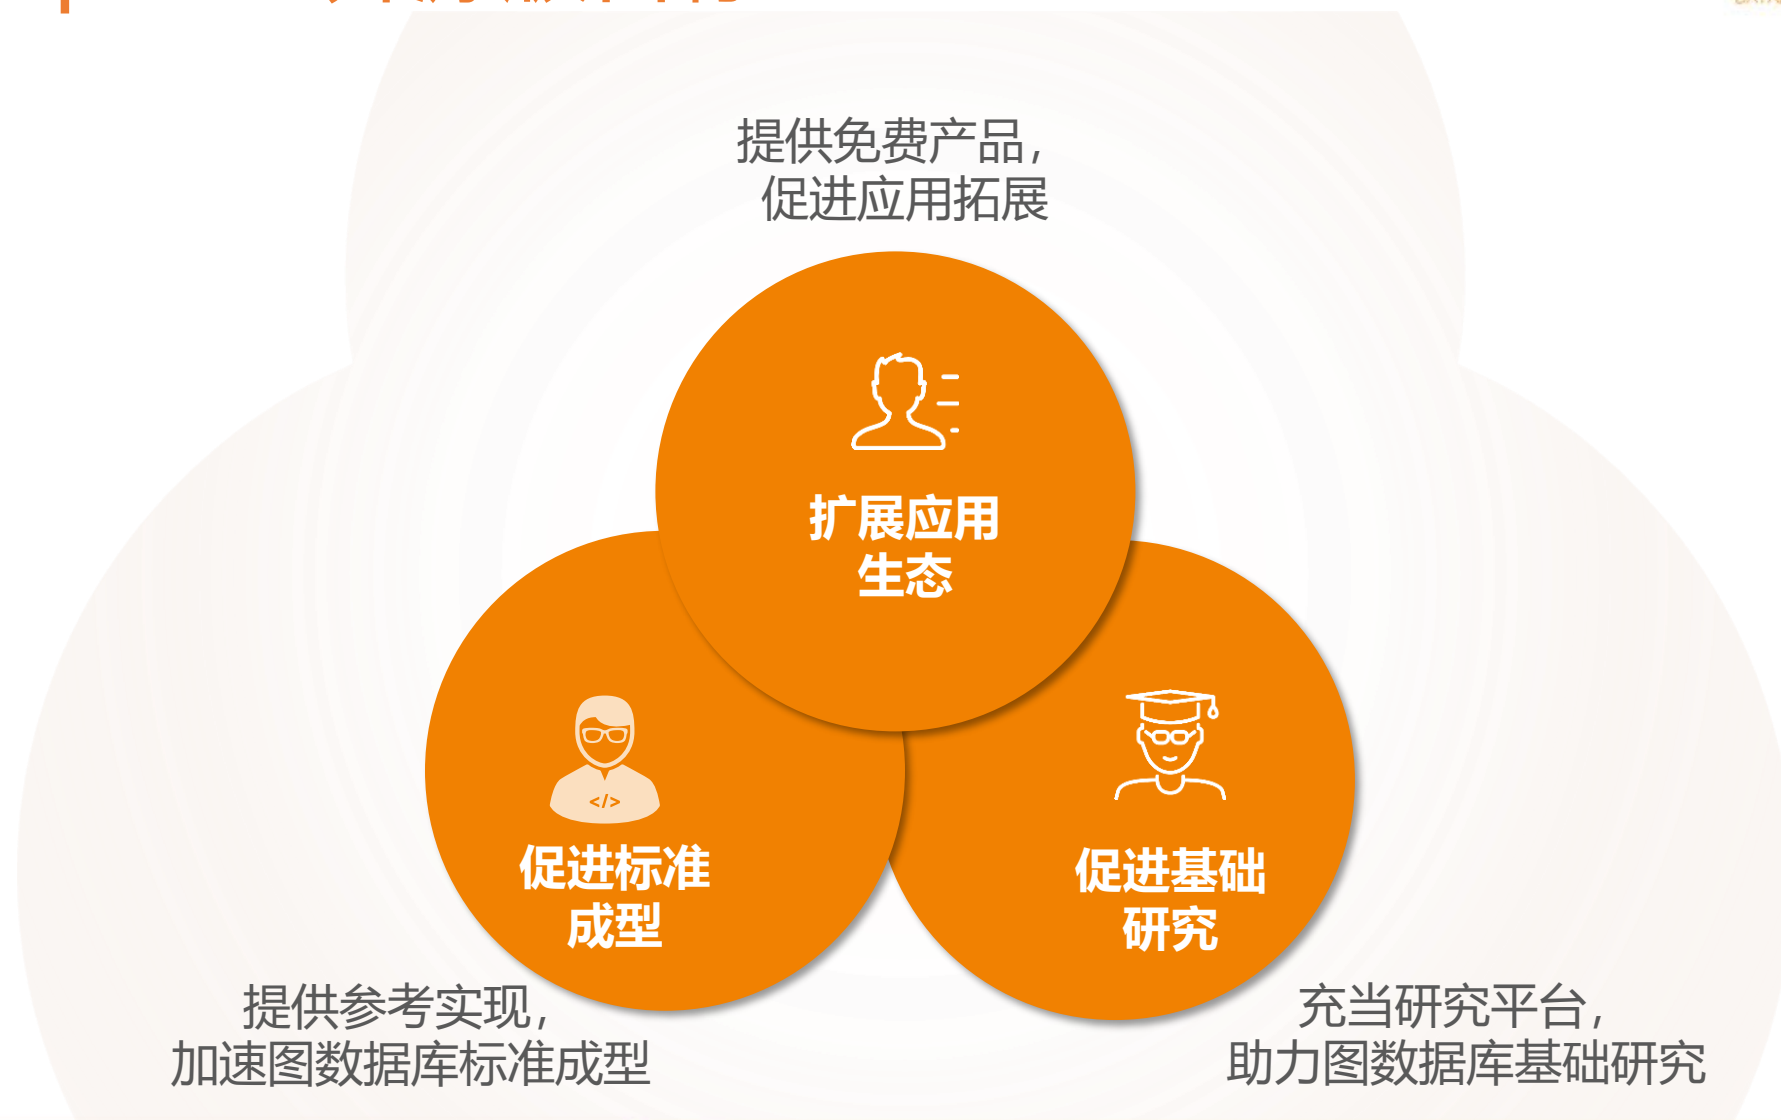 提供免费产品，
促进应用拓展
扩展应用
生态
</>
促进标准
成型
促进基础
研究
提供参考实现，
加速图数据库标准成型
充当研究平台，
助力图数据库基础研究